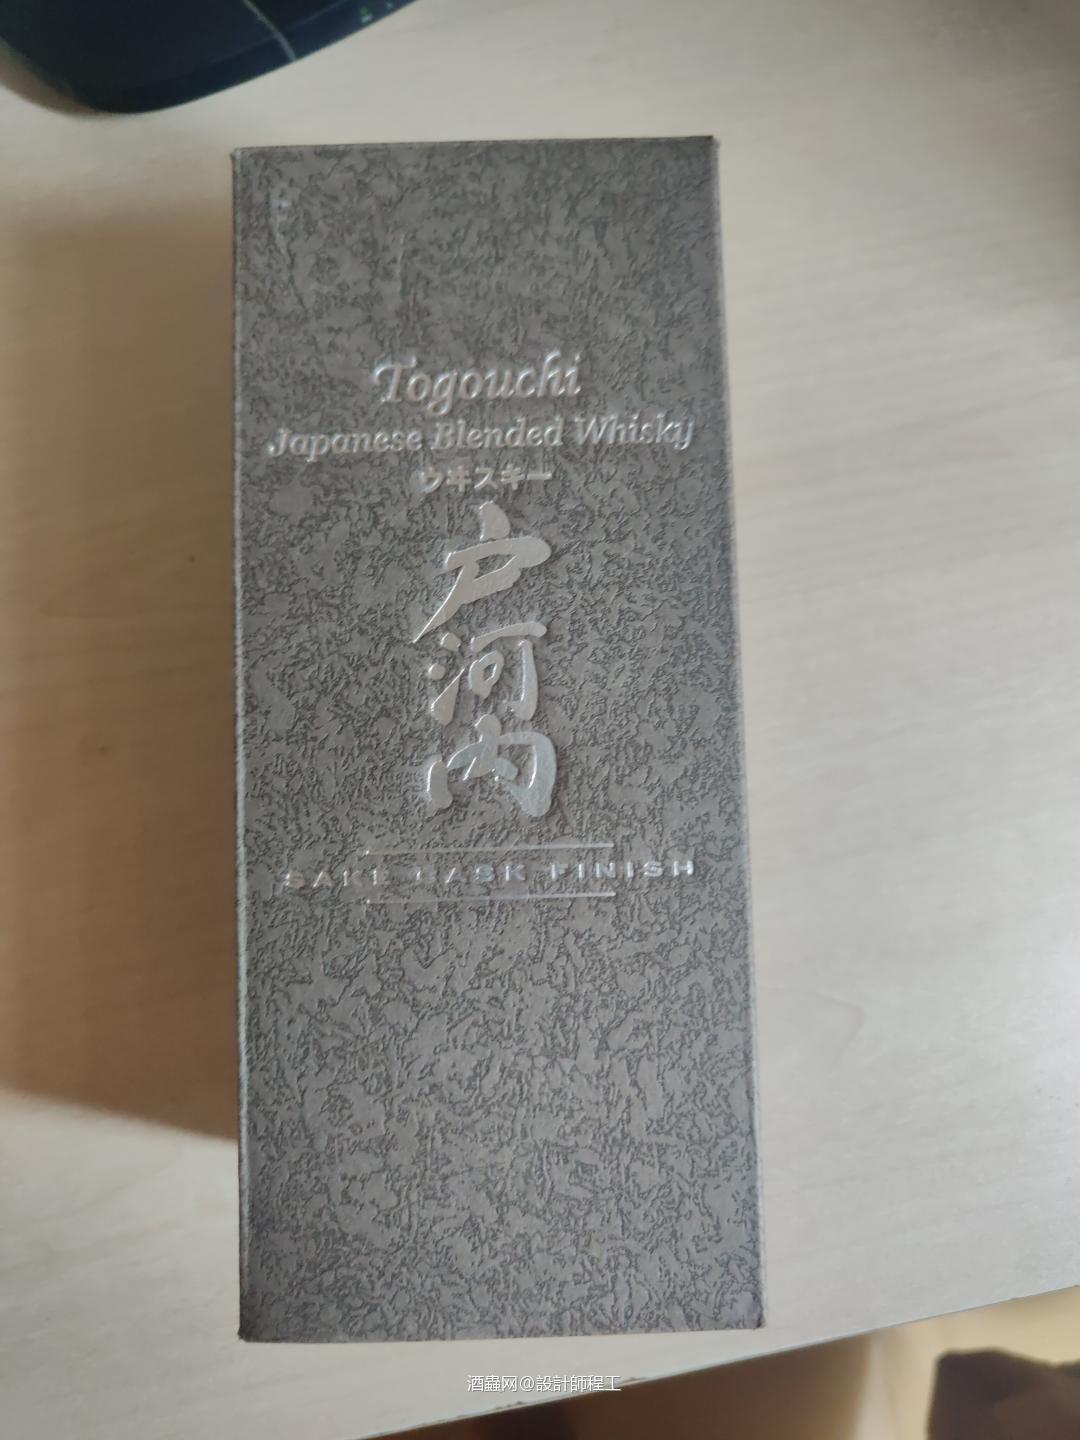 Togouchi
Japanese Blended Whisky
ウヰスキー
戸河内
SAKE CASK FINISH
酒蟲网@設計師程工